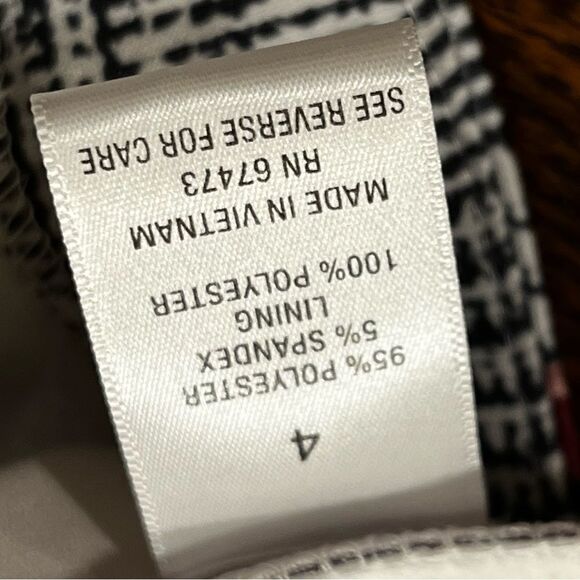 4
95% POLYESTER
5% SPANDEX
LINING
100% POLYESTER
MADE IN VIETNAM
RN 67473
SEE REVERSE FOR CARE